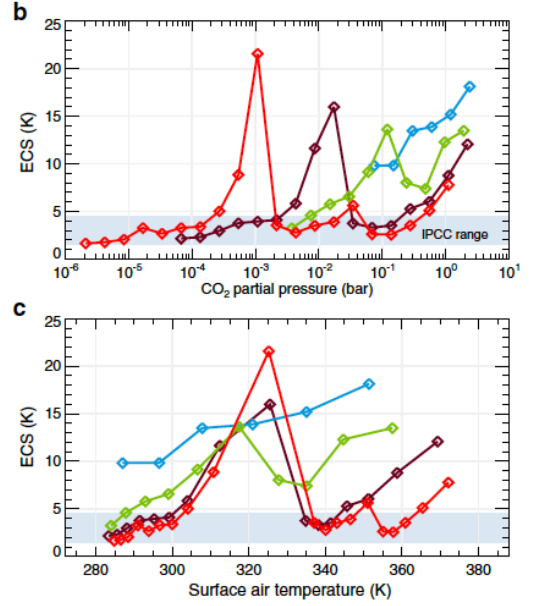 b
25
20
15
10
5
0
ECS (K)
IPCC range
10-6 10-5 10-4 10-3 10-2 10-1 100 101
CO2 partial pressure (bar)
c
25
20
15
10
5
0
ECS (K)
280 300 320 340 360 380
Surface air temperature (K)